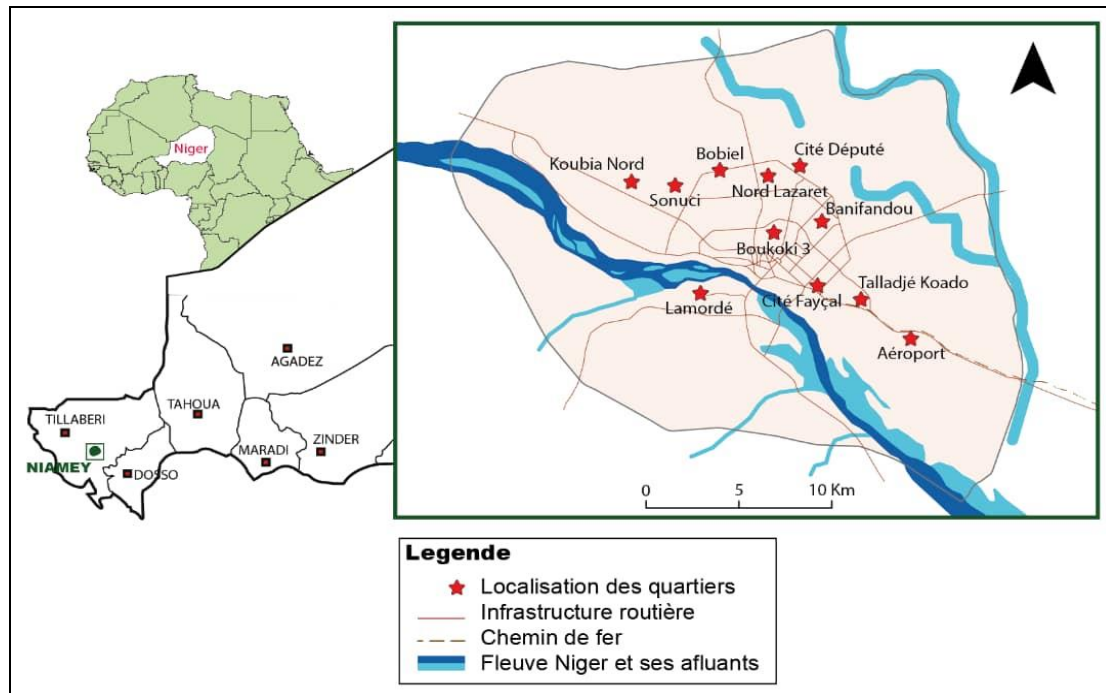 Niger
AGADEZ
TAHOUA
TILLABERI
ZINDER
MARADI
NIAMEY
DOSSO
Cité Député
Bobiel
Koubia Nord
Nord Lazaret
Sonuci
Banifandou
Boukoki 3
Talladjé Koado
Cité Fayçal
Lamordé
Aéroport
0 5 10 Km
Legende
Localisation des quartiers
Infrastructure routière
Chemin de fer
Fleuve Niger et ses afluants